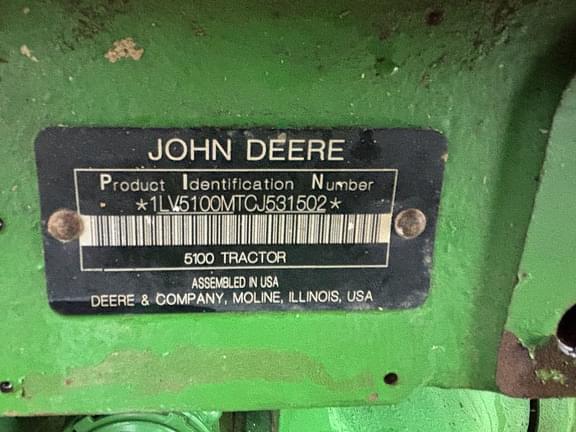 JOHN DEERE
Product Identification Number
*1LV5100MTCJ531502*
5100 TRACTOR
ASSEMBLED IN USA
DEERE & COMPANY, MOLINE, ILLINOIS, USA